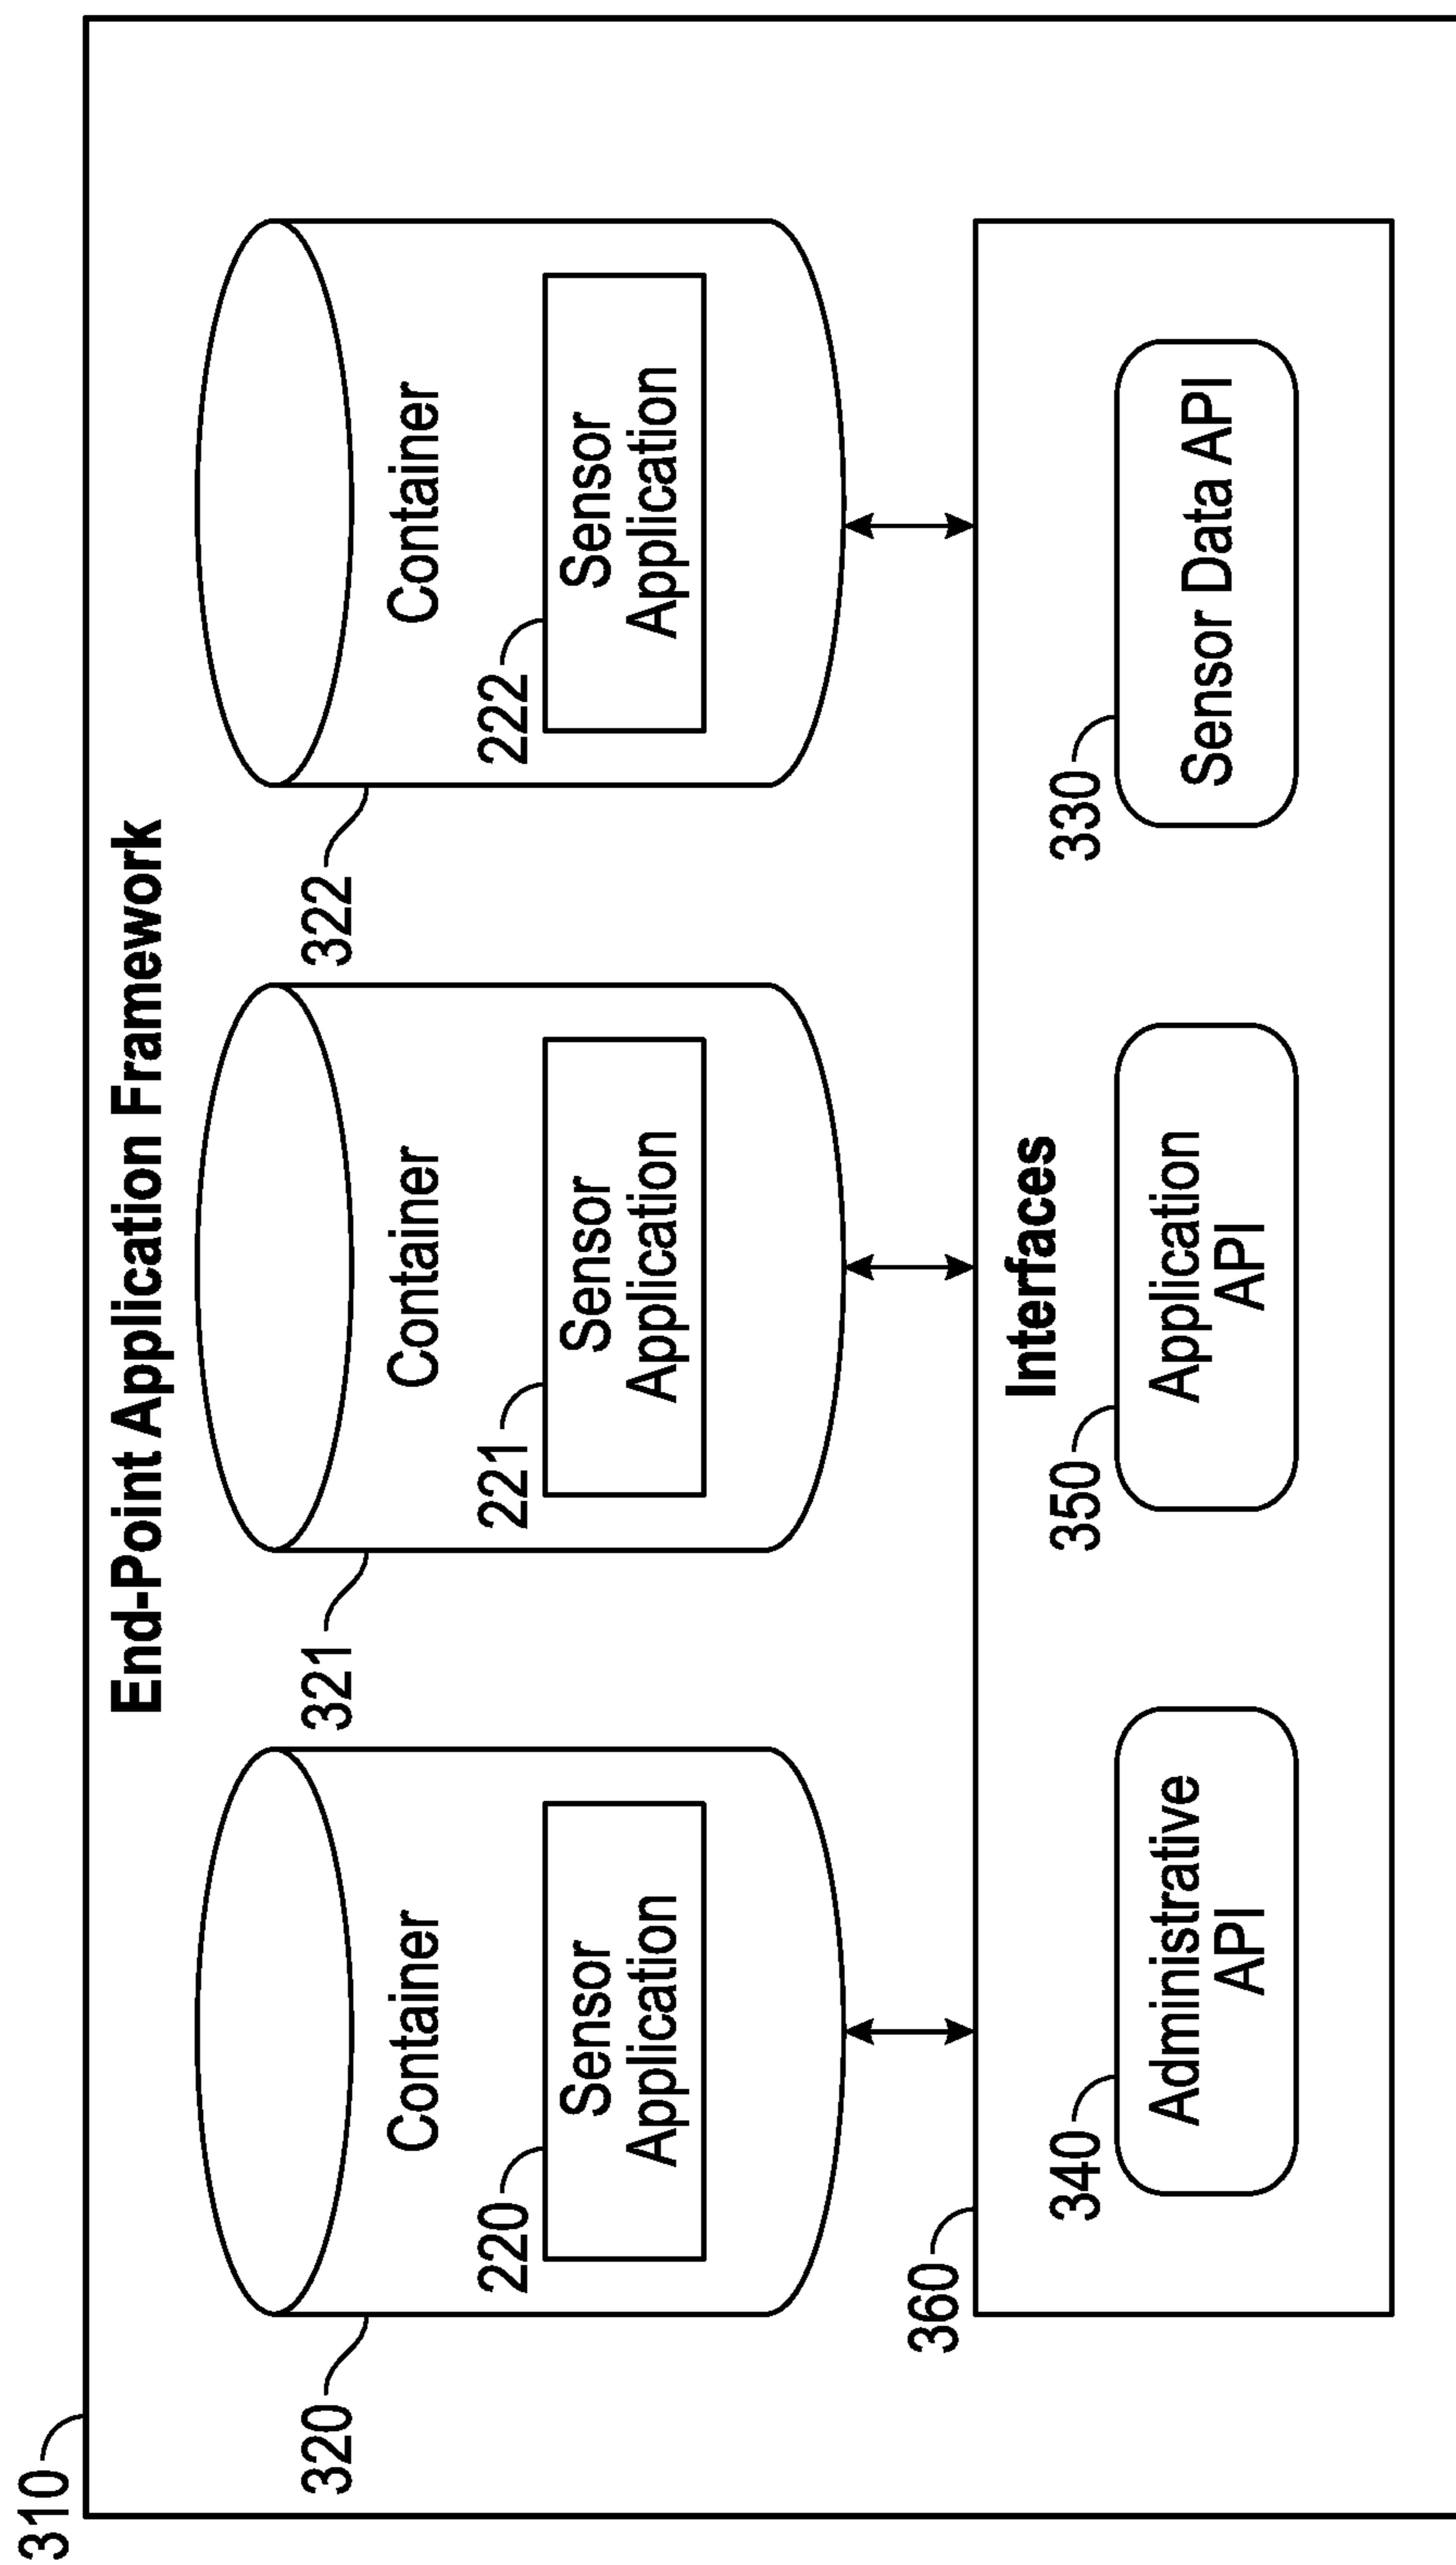 310
End-Point Application Framework
320
321
322
Container
Container
Container
220
221
222
Sensor
Application
Sensor
Application
Sensor
Application
360
Interfaces
340
350
330
Administrative
API
Application
API
Sensor Data API